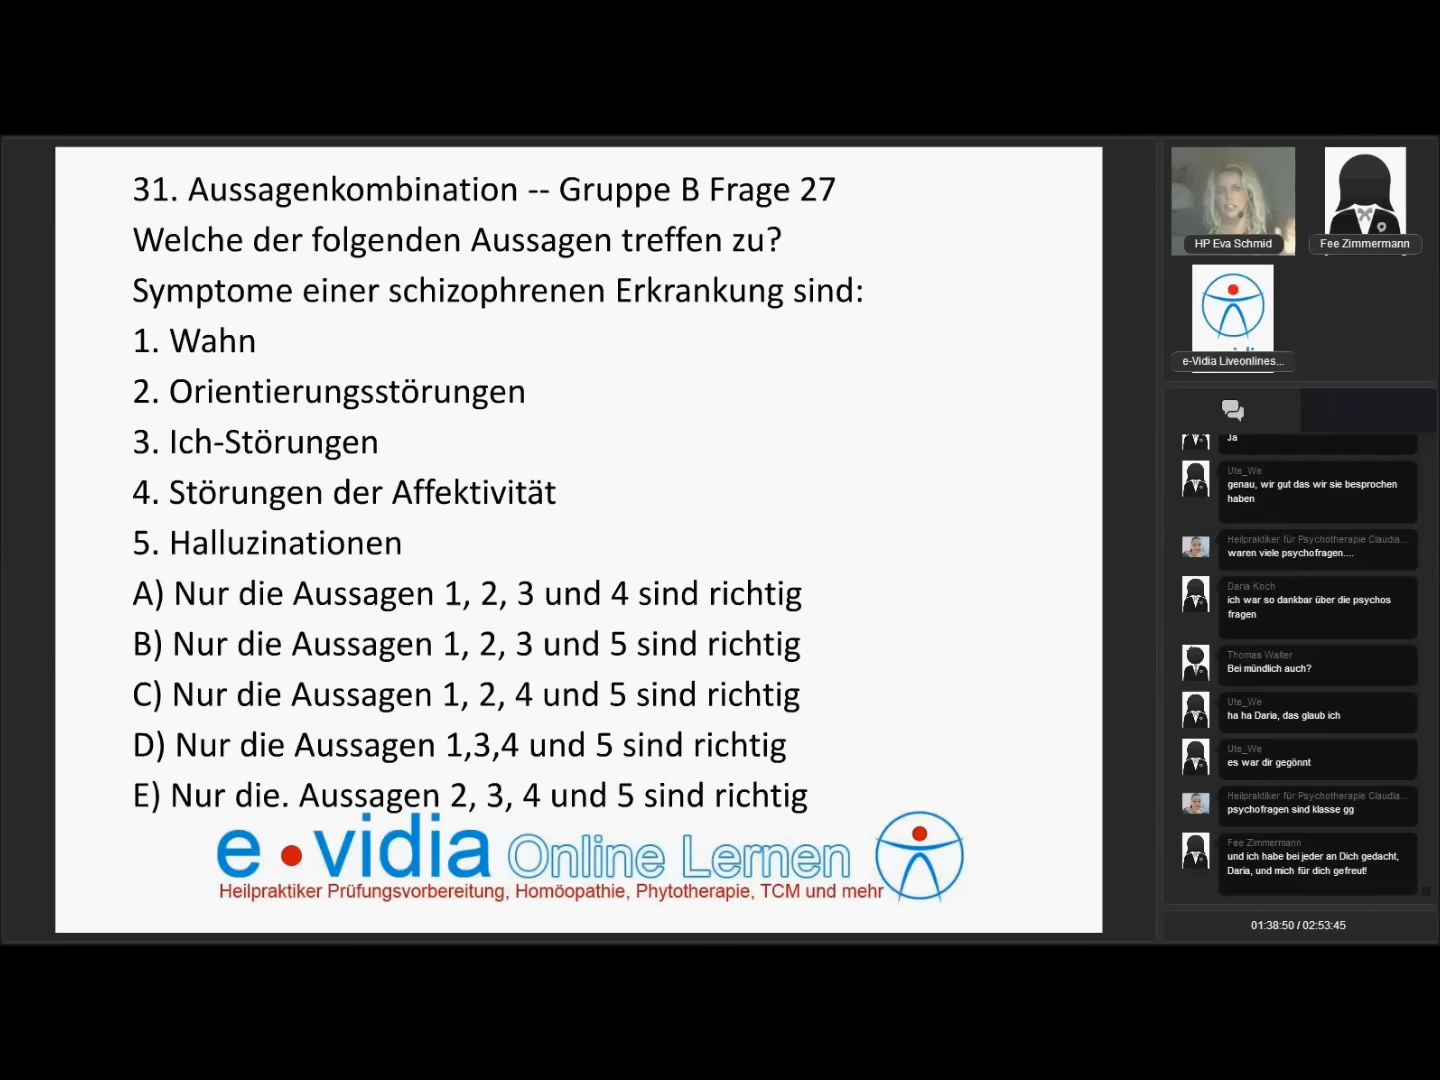 31. Aussagenkombination -- Gruppe B Frage 27
Welche der folgenden Aussagen treffen zu?
Symptome einer schizophrenen Erkrankung sind:
1. Wahn
2. Orientierungsstörungen
3. Ich-Störungen
4. Störungen der Affektivität
5. Halluzinationen
A) Nur die Aussagen 1, 2, 3 und 4 sind richtig
B) Nur die Aussagen 1, 2, 3 und 5 sind richtig
C) Nur die Aussagen 1, 2, 4 und 5 sind richtig
D) Nur die Aussagen 1,3,4 und 5 sind richtig
E) Nur die. Aussagen 2, 3, 4 und 5 sind richtig
e•vidia Online Lernen
Heilpraktiker Prüfungsvorbereitung, Homöopathie, Phytotherapie, TCM und mehr
HP Eva Schmid
Fee Zimmermann
e-Vidia Liveonlines...
Ja
Ute_We
genau, wir gut das wir sie besprochen
haben
Heilpraktiker für Psychotherapie Claudia...
waren viele psychofragen....
Daria Koch
ich war so dankbar über die psychos
fragen
Thomas Walter
Bei mündlich auch?
Ute_We
ha ha Daria, das glaub ich
Ute_We
es war dir gegönnt
Heilpraktiker für Psychotherapie Claudia...
psychofragen sind klasse gg
Fee Zimmermann
und ich habe bei jeder an Dich gedacht,
Daria, und mich für dich gefreut!
01:38:50 / 02:53:45